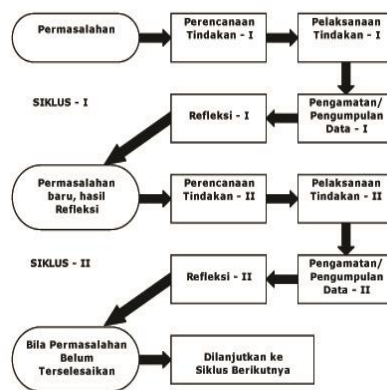 Permasalahan
Perencanaan
Tindakan - I
Pelaksanaan
Tindakan - I
SIKLUS - I
Refleksi - I
Pengamatan/
Pengumpulan
Data - I
Permasalahan
baru, hasil
Refleksi
Perencanaan
Tindakan - II
Pelaksanaan
Tindakan - II
SIKLUS - II
Refleksi - II
Pengamatan/
Pengumpulan
Data - II
Bila Permasalahan
Belum
Terselesaikan
Dilanjutkan ke
Siklus Berikutnya